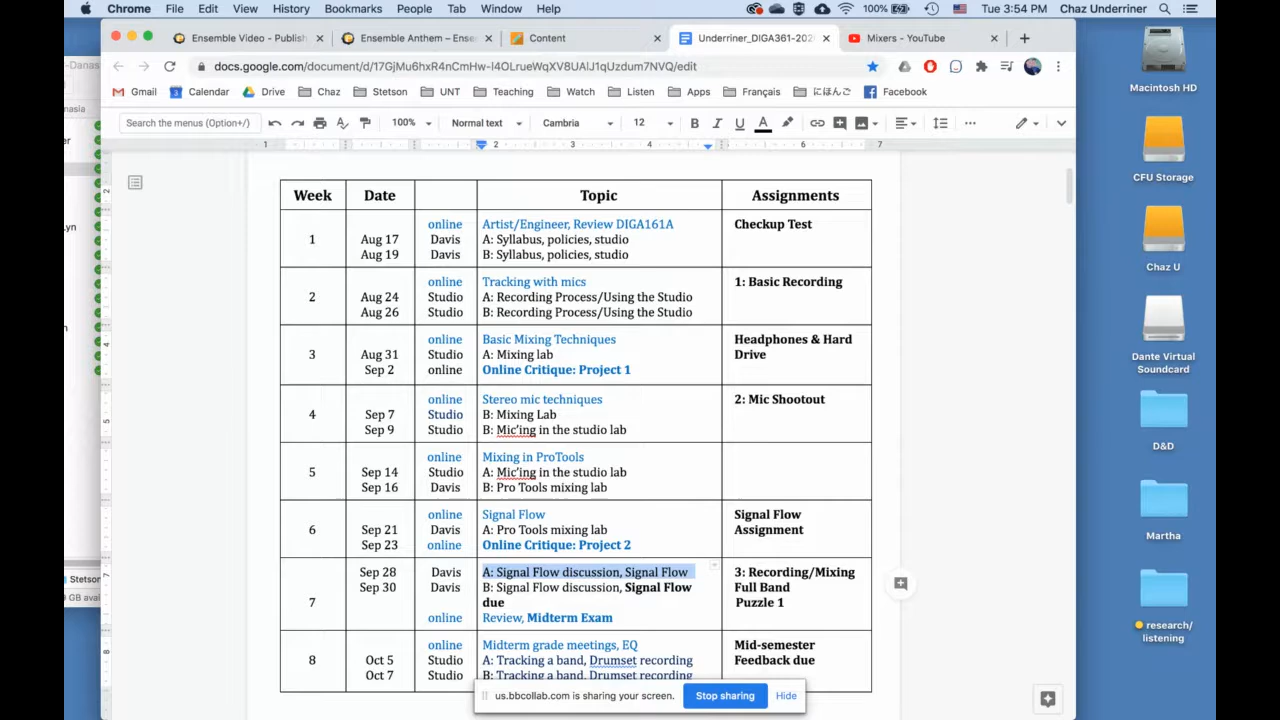 Chrome File Edit View History Bookmarks People Tab Window Help 100% Tue 3:54 PM Chaz Underriner
Ensemble Video - Publish Ensemble Anthem – Ense Content Underriner_DIGA361-202 Mixers - YouTube
docs.google.com/document/d/17GjMu6hxR4nCmHw-l4OLrueWqXV8UAlJ1qUzdum7NVQ/edit
Gmail Calendar Drive Chaz Stetson UNT Teaching Watch Listen Apps Français にほんご Facebook
Search the menus (Option+/) 100% Normal text Cambria 12
1 2 3 4 6 7
Week Date Topic Assignments
online Artist/Engineer, Review DIGA161A Checkup Test
1 Aug 17 Davis A: Syllabus, policies, studio
Aug 19 Davis B: Syllabus, policies, studio
online Tracking with mics 1: Basic Recording
2 Aug 24 Studio A: Recording Process/Using the Studio
Aug 26 Studio B: Recording Process/Using the Studio
online Basic Mixing Techniques Headphones & Hard
3 Aug 31 Studio A: Mixing lab Drive
Sep 2 online Online Critique: Project 1
online Stereo mic techniques 2: Mic Shootout
4 Sep 7 Studio B: Mixing Lab
Sep 9 Studio B: Mic'ing in the studio lab
online Mixing in ProTools
5 Sep 14 Studio A: Mic'ing in the studio lab
Sep 16 Davis B: Pro Tools mixing lab
online Signal Flow Signal Flow
6 Sep 21 Davis A: Pro Tools mixing lab Assignment
Sep 23 online Online Critique: Project 2
Sep 28 Davis A: Signal Flow discussion, Signal Flow 3: Recording/Mixing
Sep 30 Davis B: Signal Flow discussion, Signal Flow Full Band
7 due Puzzle 1
online Review, Midterm Exam
online Midterm grade meetings, EQ Mid-semester
8 Oct 5 Studio A: Tracking a band, Drumset recording Feedback due
Oct 7 Studio B: Tracking a band, Drumset recording
us.bbcollab.com is sharing your screen. Stop sharing Hide
Macintosh HD
CFU Storage
Chaz U
Dante Virtual
Soundcard
D&D
Martha
research/
listening
-Danas
Stetson
GB avai